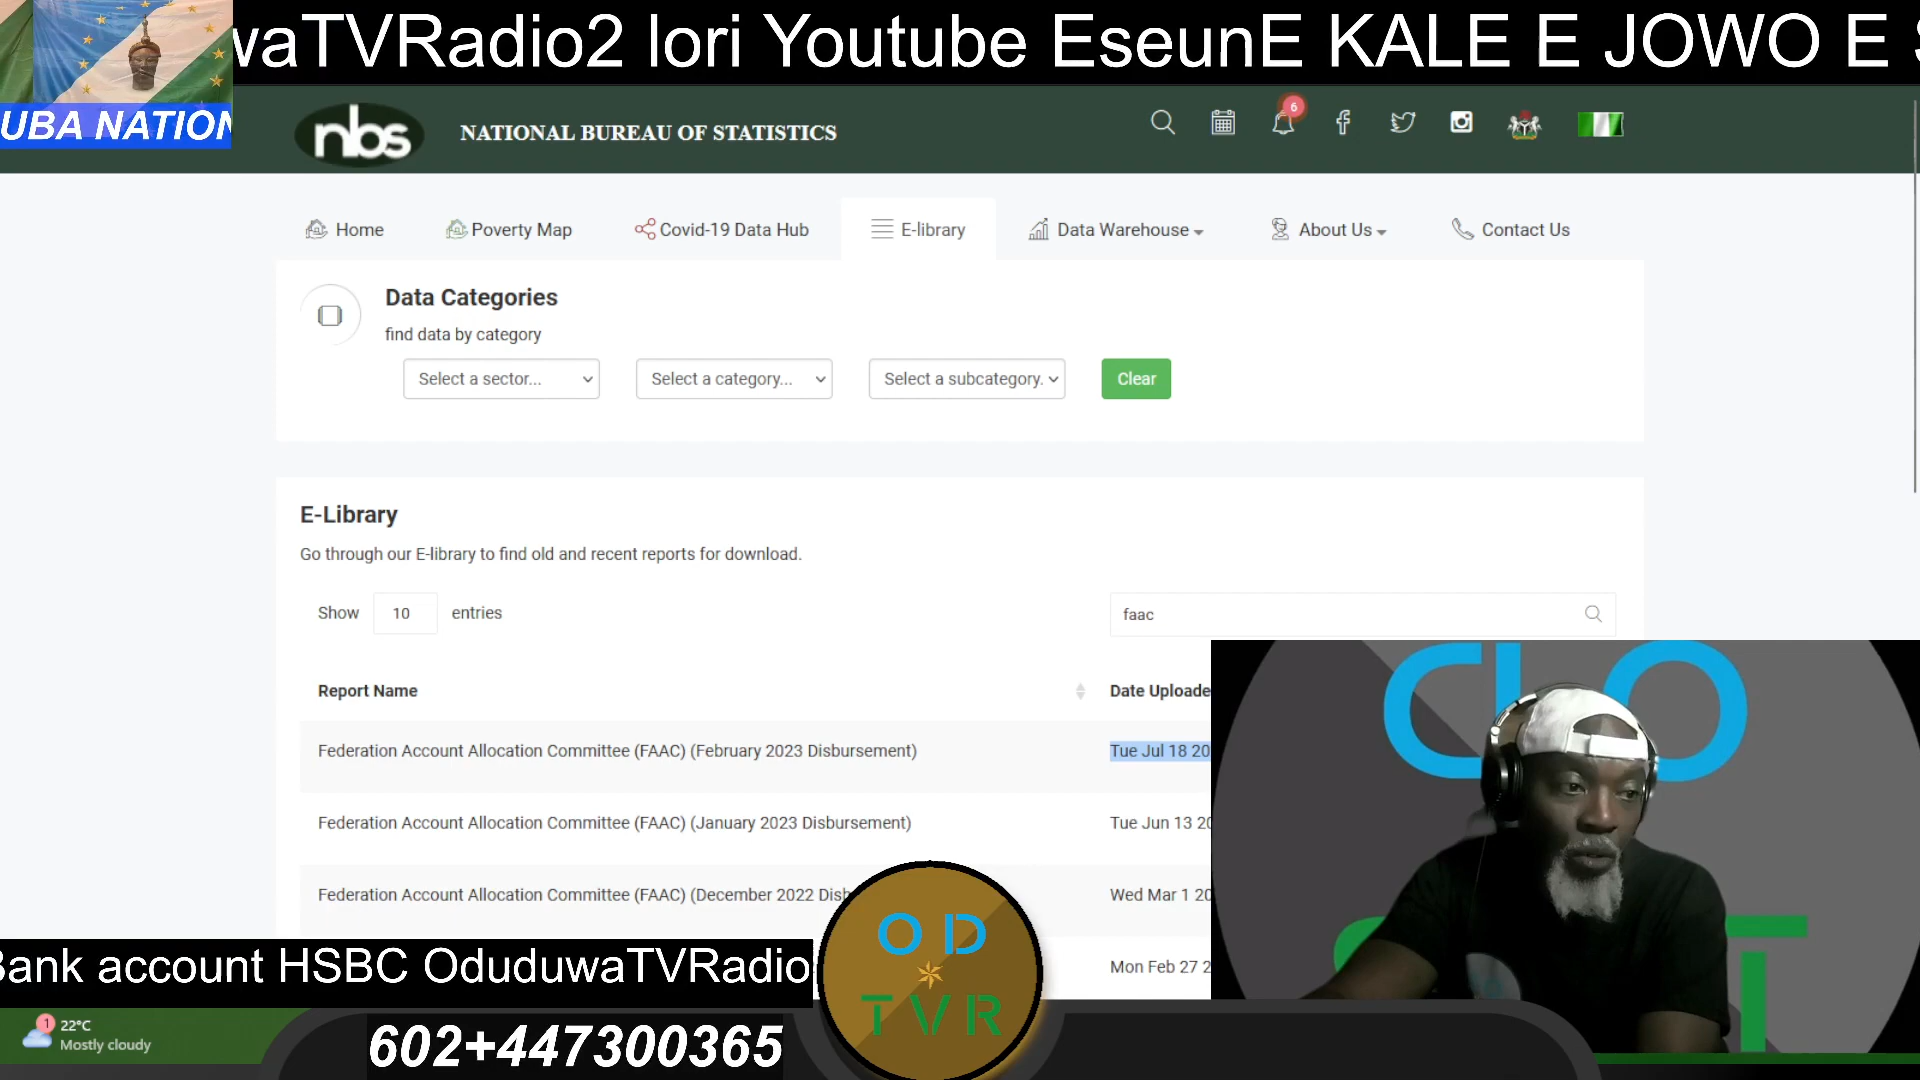 waTVRadio2 lori Youtube EseunE KALE E JOWO E
UBA NATION
nbs
NATIONAL BUREAU OF STATISTICS
6
Home
Poverty Map
Covid-19 Data Hub
E-library
Data Warehouse
About Us
Contact Us
Data Categories
find data by category
Select a sector...
Select a category...
Select a subcategory.
Clear
E-Library
Go through our E-library to find old and recent reports for download.
Show 10 entries
faac
Report Name
Date Uploade
Federation Account Allocation Committee (FAAC) (February 2023 Disbursement)
Tue Jul 18 20
Federation Account Allocation Committee (FAAC) (January 2023 Disbursement)
Tue Jun 13 20
Federation Account Allocation Committee (FAAC) (December 2022 Disb
Wed Mar 1 20
Mon Feb 27 2
Bank account HSBC OduduwaTVRadio
O D
T V R
1
22°C
Mostly cloudy
602+447300365